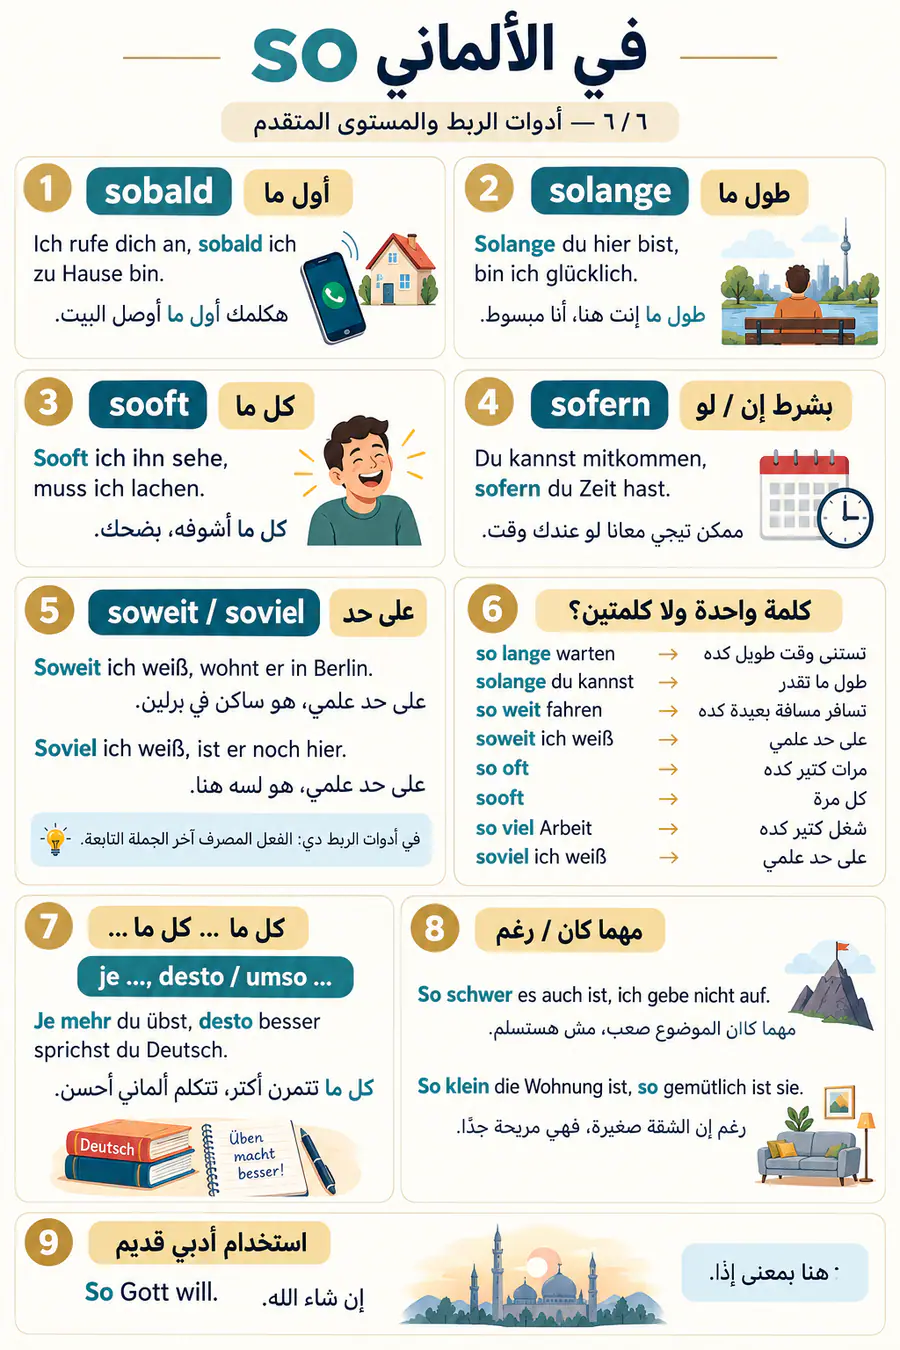 so في الألماني
٦ / ٦ — أدوات الربط والمستوى المتقدم
1 sobald أول ما
Ich rufe dich an, sobald ich
zu Hause bin.
هكلمك أول ما أوصل البيت.
2 solange طول ما
Solange du hier bist,
bin ich glücklich.
طول ما إنت هنا، أنا مبسوط.
3 sooft كل ما
Sooft ich ihn sehe,
muss ich lachen.
كل ما أشوفه، بضحك.
4 sofern بشرط إن / لو
Du kannst mitkommen,
sofern du Zeit hast.
ممكن تيجي معانا لو عندك وقت.
5 soweit / soviel على حد
Soweit ich weiß, wohnt er in Berlin.
على حد علمي، هو ساكن في برلين.
Soviel ich weiß, ist er noch hier.
على حد علمي، هو لسه هنا.
في أدوات الربط دي: الفعل المصرف آخر الجملة التابعة.
6 كلمة واحدة ولا كلمتين؟
so lange warten → تستنى وقت طويل كده
solange du kannst → طول ما تقدر
so weit fahren → تسافر مسافة بعيدة كده
soweit ich weiß → على حد علمي
so oft → مرات كتير كده
sooft → كل مرة
so viel Arbeit → شغل كتير كده
soviel ich weiß → على حد علمي
7 كل ما ... كل ما ...
je ..., desto / umso ...
Je mehr du übst, desto besser
sprichst du Deutsch.
كل ما تتمرن أكتر، تتكلم ألماني أحسن.
Deutsch
Üben
macht
besser!
8 مهما كان / رغم
So schwer es auch ist, ich gebe nicht auf.
مهما كاان الموضوع صعب، مش هستسلم.
So klein die Wohnung ist, so gemütlich ist sie.
رغم إن الشقة صغيرة، فهي مريحة جدًا.
9 استخدام أدبي قديم
So Gott will.
إن شاء الله.
: هنا بمعنى إذا.